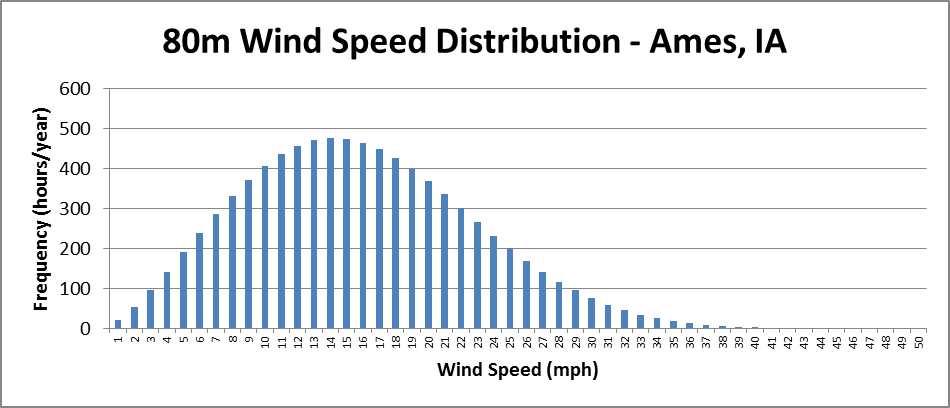 80m Wind Speed Distribution - Ames, IA
600
500
400
300
200
100
0
Frequency (hours/year)
1 2 3 4 5 6 7 8 9 10 11 12 13 14 15 16 17 18 19 20 21 22 23 24 25 26 27 28 29 30 31 32 33 34 35 36 37 38 39 40 41 42 43 44 45 46 47 48 49 50
Wind Speed (mph)